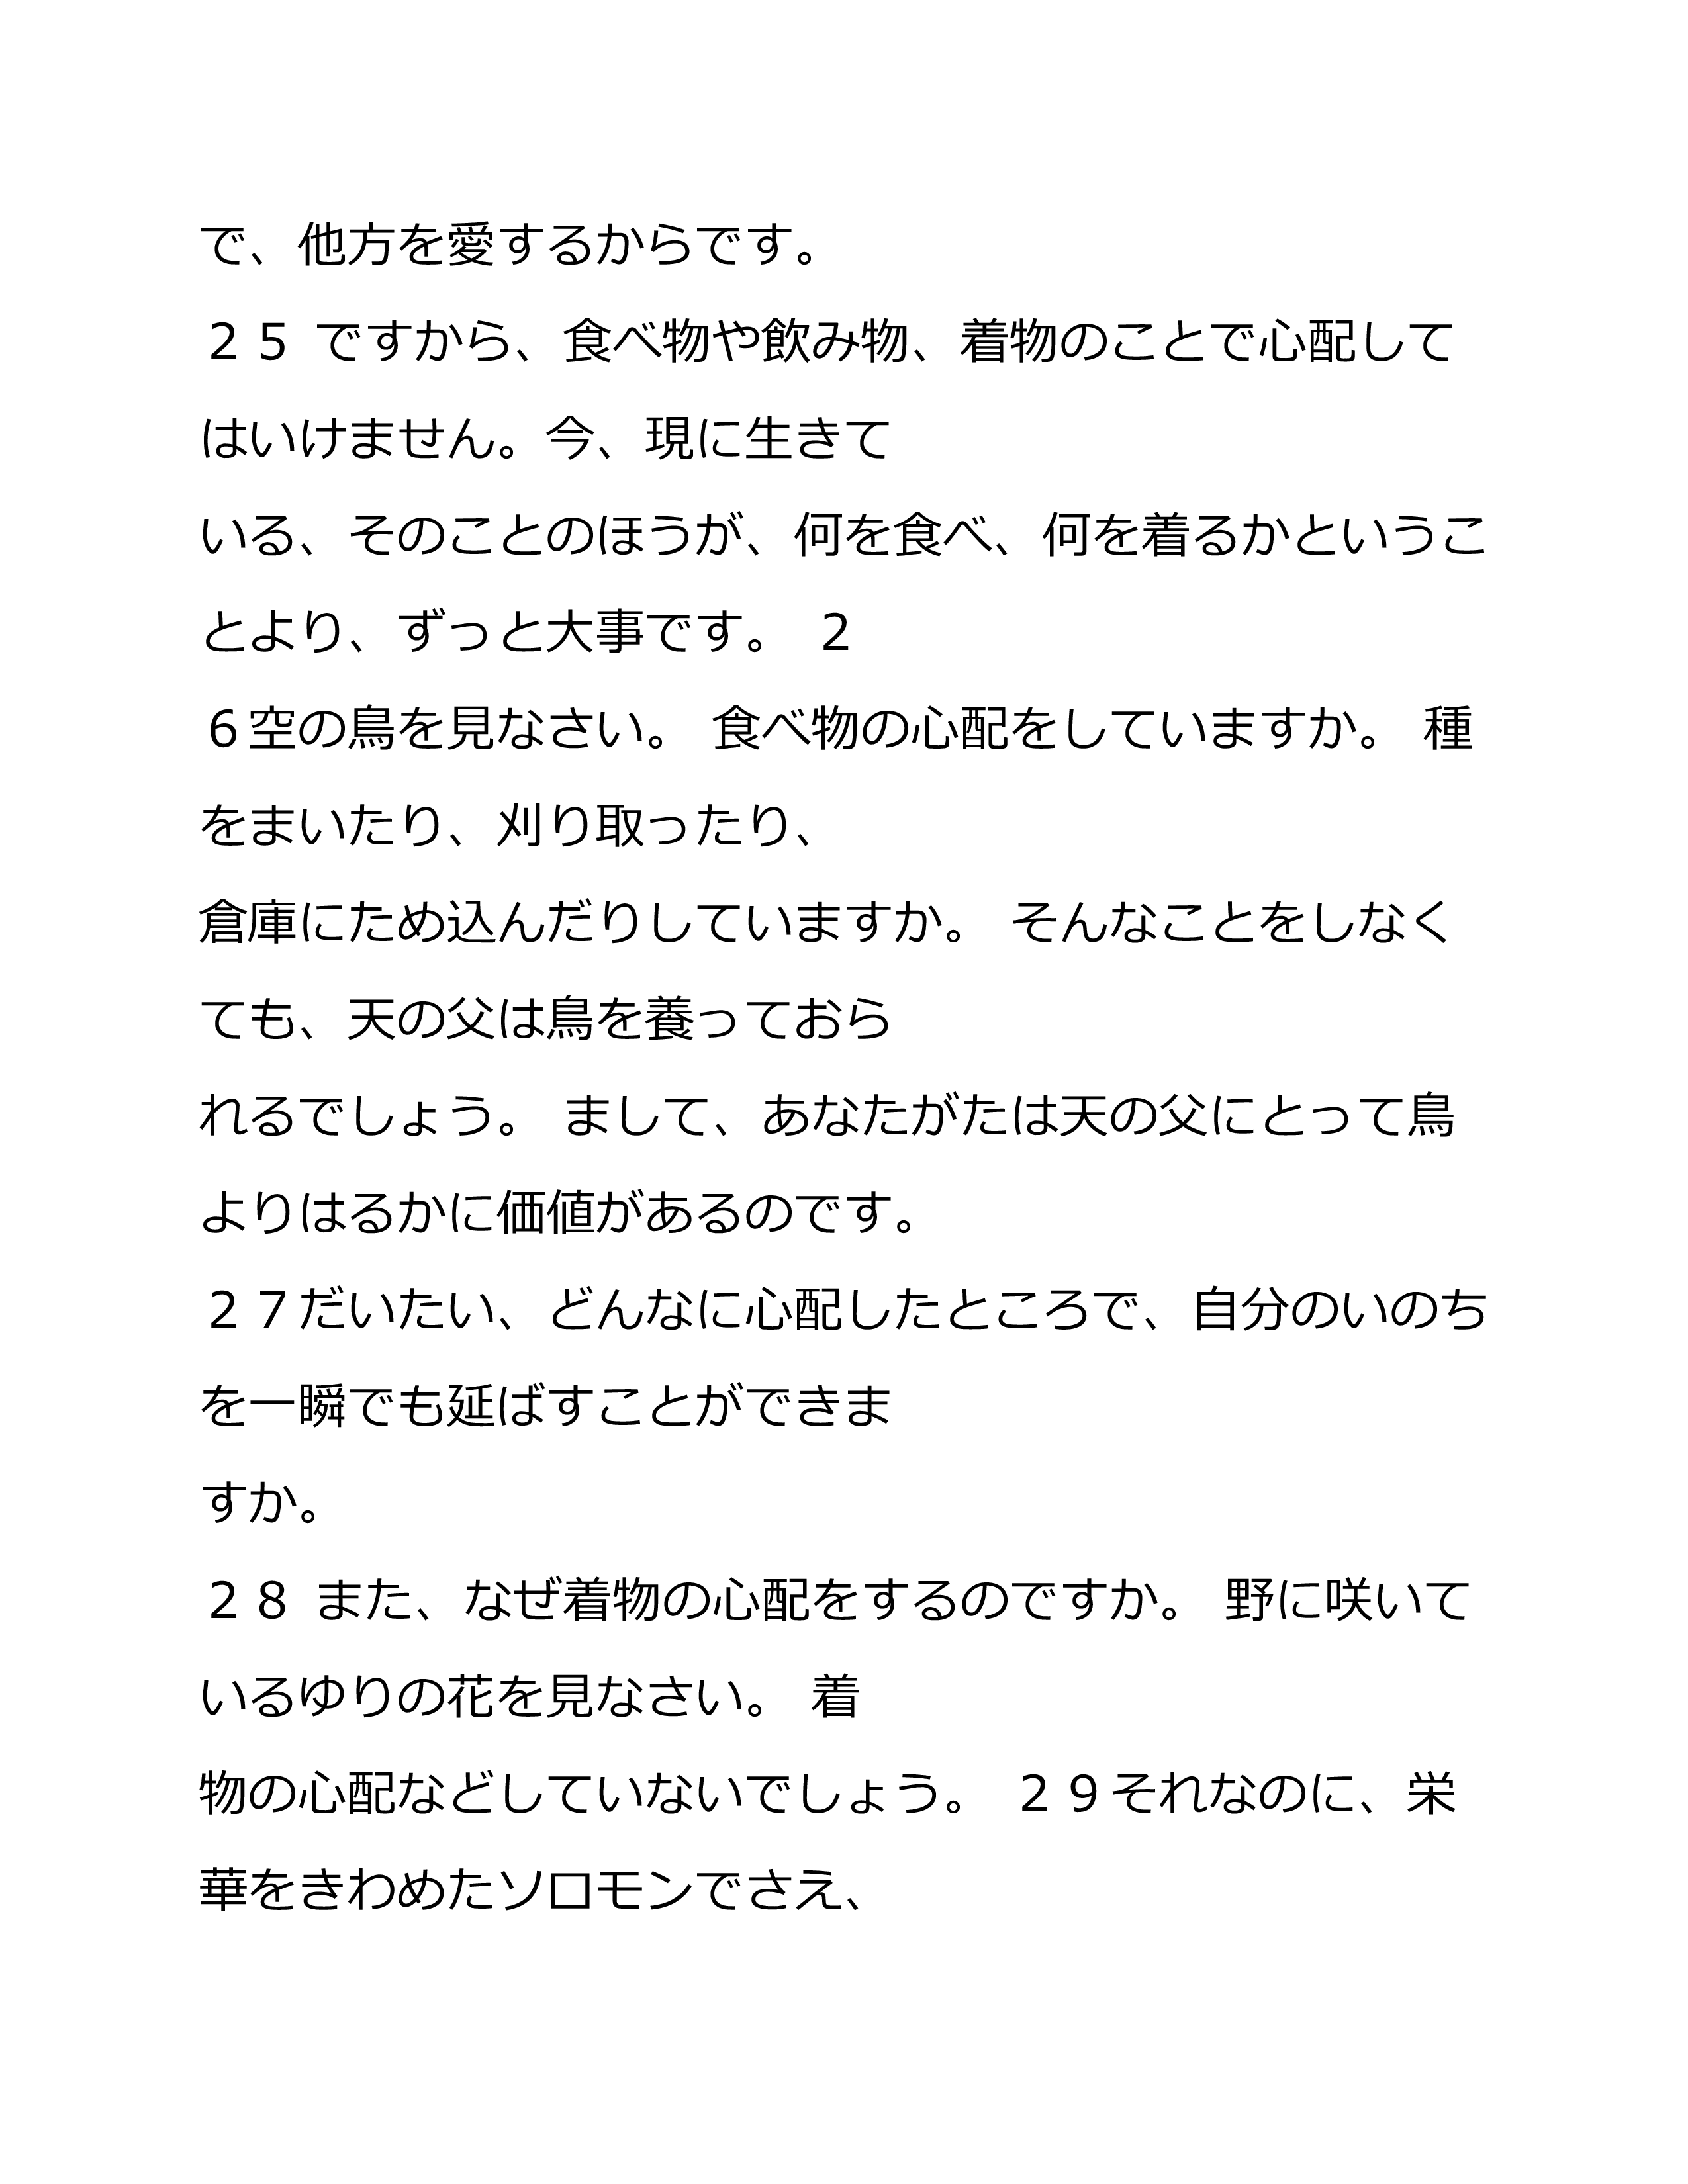 で、他方を愛するからです。
２５ ですから、食べ物や飲み物、着物のことで心配して
はいけません。今、現に生きて
いる、そのことのほうが、何を食べ、何を着るかというこ
とより、ずっと大事です。 ２
６空の鳥を見なさい。 食べ物の心配をしていますか。 種
をまいたり、刈り取ったり、
倉庫にため込んだりしていますか。 そんなことをしなく
ても、天の父は鳥を養っておら
れるでしょう。 まして、あなたがたは天の父にとって鳥
よりはるかに価値があるのです。
２７だいたい、どんなに心配したところで、自分のいのち
を一瞬でも延ばすことができま
すか。
２８ また、なぜ着物の心配をするのですか。 野に咲いて
いるゆりの花を見なさい。 着
物の心配などしていないでしょう。 ２９それなのに、栄
華をきわめたソロモンでさえ、